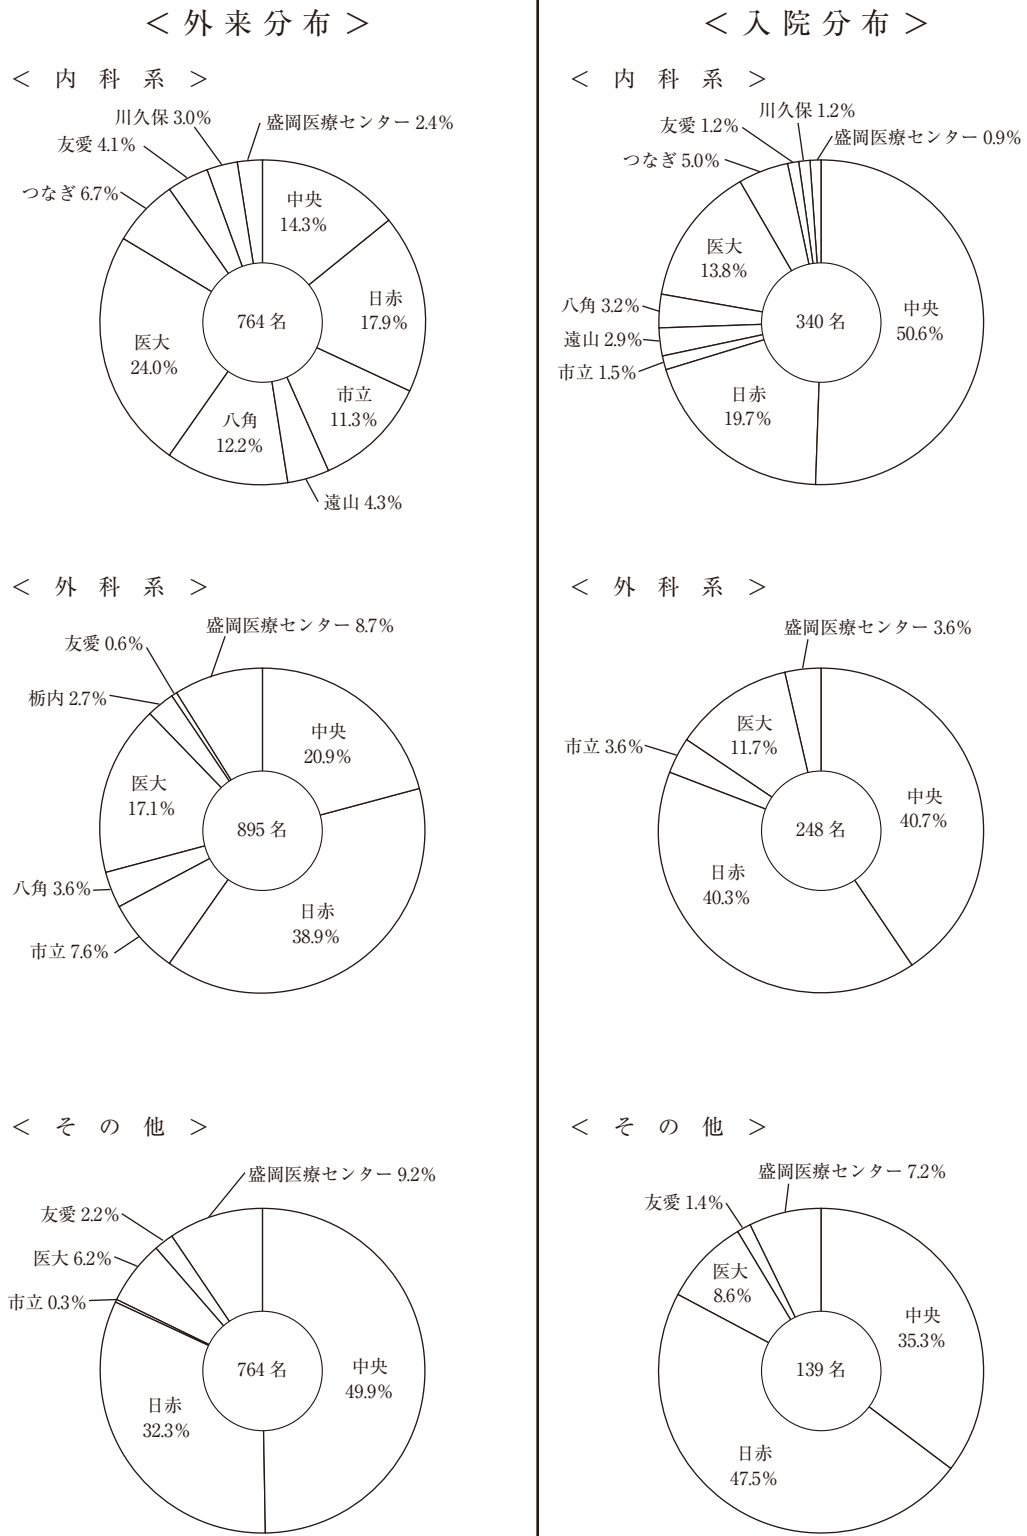 ＜外来分布＞
＜内科系＞
川久保 3.0%
盛岡医療センター 2.4%
友愛 4.1%
つなぎ 6.7%
中央
14.3%
日赤
17.9%
764 名
医大
24.0%
市立
11.3%
八角
12.2%
遠山 4.3%
＜外科系＞
盛岡医療センター 8.7%
友愛 0.6%
栃内 2.7%
中央
20.9%
医大
17.1%
895 名
八角 3.6%
日赤
38.9%
市立 7.6%
＜その他＞
盛岡医療センター 9.2%
友愛 2.2%
医大 6.2%
市立 0.3%
764 名
中央
49.9%
日赤
32.3%
＜入院分布＞
＜内科系＞
川久保 1.2%
友愛 1.2%
盛岡医療センター 0.9%
つなぎ 5.0%
医大
13.8%
八角 3.2%
中央
50.6%
340 名
遠山 2.9%
市立 1.5%
日赤
19.7%
＜外科系＞
盛岡医療センター 3.6%
医大
11.7%
市立 3.6%
中央
40.7%
248 名
日赤
40.3%
＜その他＞
盛岡医療センター 7.2%
友愛 1.4%
医大
8.6%
中央
35.3%
139 名
日赤
47.5%